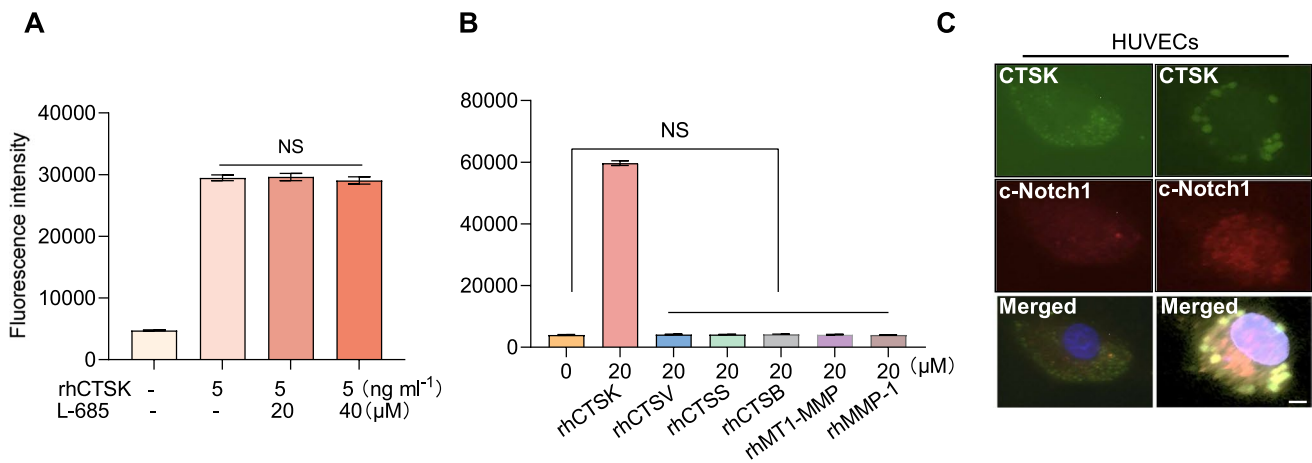 A
Fluorescence intensity
40000
30000
20000
10000
0
NS
rhCTSK - 5 5 5 (ng ml-1)
L-685 - - 20 40 (μM)
B
80000
60000
40000
20000
0
NS
0 20 20 20 20 20 20 (μM)
rhCTSK
rhCTSV
rhCTSS
rhCTSB
rhMT1-MMP
rhMMP-1
C
HUVECs
CTSK CTSK
c-Notch1 c-Notch1
Merged Merged